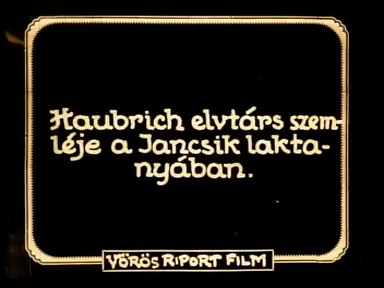 Haubrich elvtárs szem-
léje a Jancsik lakta-
nyában.
VÖRÖS RIPORT FILM